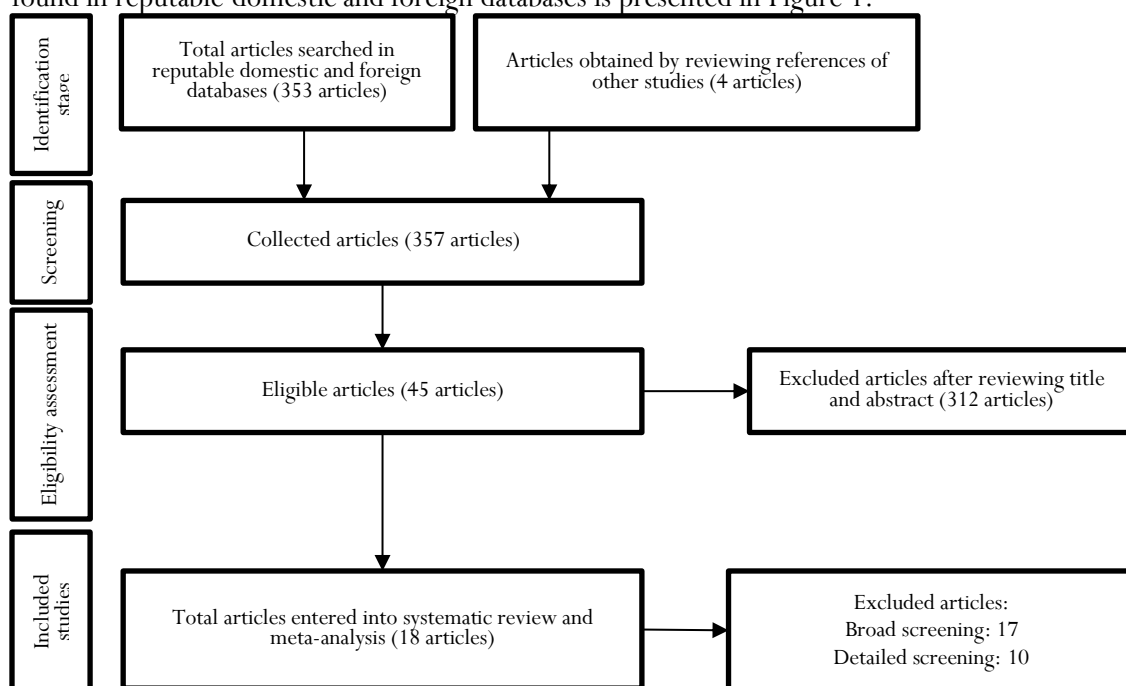 found in reputable domestic and foreign databases is presented in Figure 1.
Identification
stage
Total articles searched in
reputable domestic and foreign
databases (353 articles)
Articles obtained by reviewing references of
other studies (4 articles)
Screening
Collected articles (357 articles)
Eligibility assessment
Eligible articles (45 articles)
Excluded articles after reviewing title
and abstract (312 articles)
Included
studies
Total articles entered into systematic review and
meta-analysis (18 articles)
Excluded articles:
Broad screening: 17
Detailed screening: 10